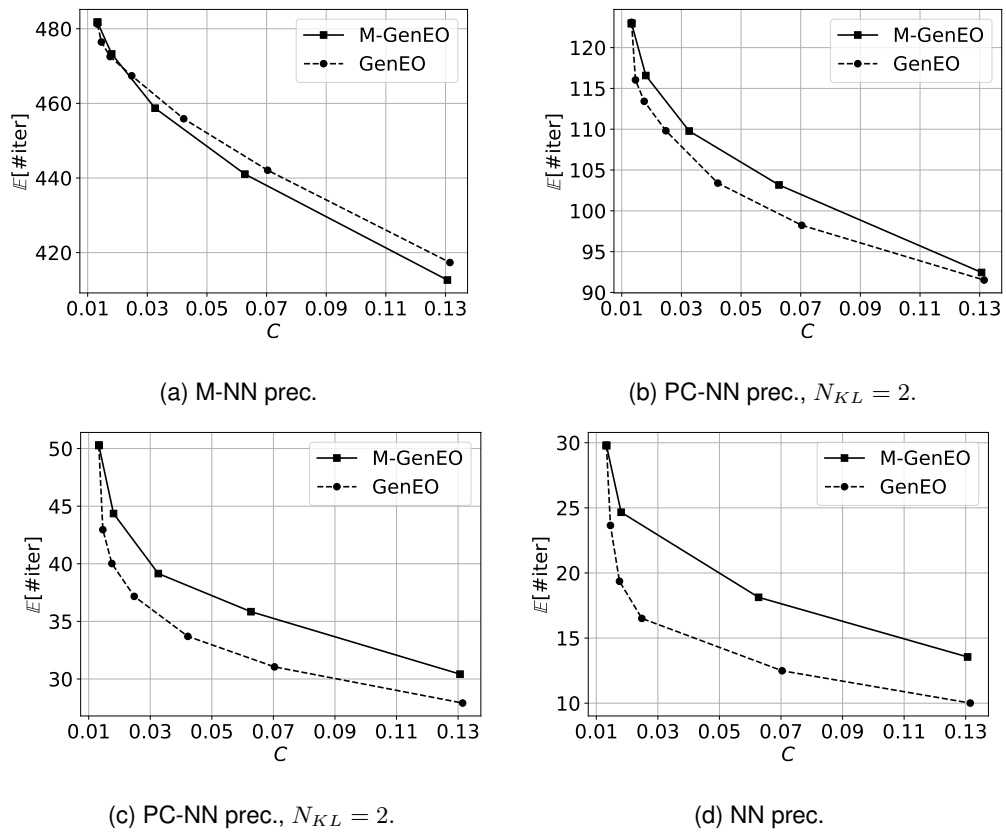 480
460
440
420
𝔼[#iter]
M-GenEO
GenEO
0.01 0.03 0.05 0.07 0.09 0.11 0.13
C
(a) M-NN prec.
120
115
110
105
100
95
90
𝔼[#iter]
M-GenEO
GenEO
0.01 0.03 0.05 0.07 0.09 0.11 0.13
C
(b) PC-NN prec., N_{KL} = 2.
50
45
40
35
30
𝔼[#iter]
M-GenEO
GenEO
0.01 0.03 0.05 0.07 0.09 0.11 0.13
C
(c) PC-NN prec., N_{KL} = 2.
30
25
20
15
10
𝔼[#iter]
M-GenEO
GenEO
0.01 0.03 0.05 0.07 0.09 0.11 0.13
C
(d) NN prec.